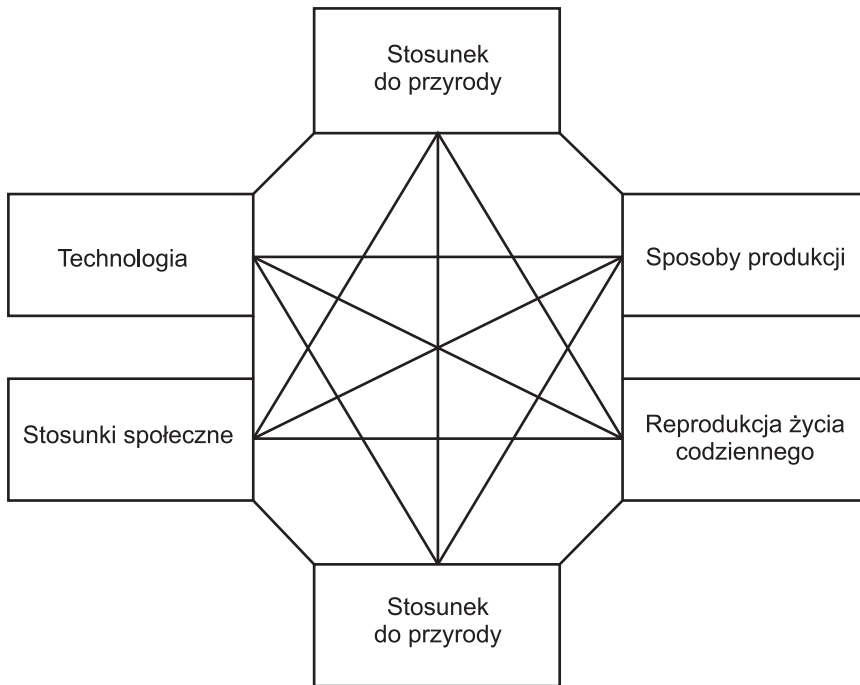 Stosunek
do przyrody
Technologia
Sposoby produkcji
Stosunki społeczne
Reprodukcja życia
codziennego
Stosunek
do przyrody